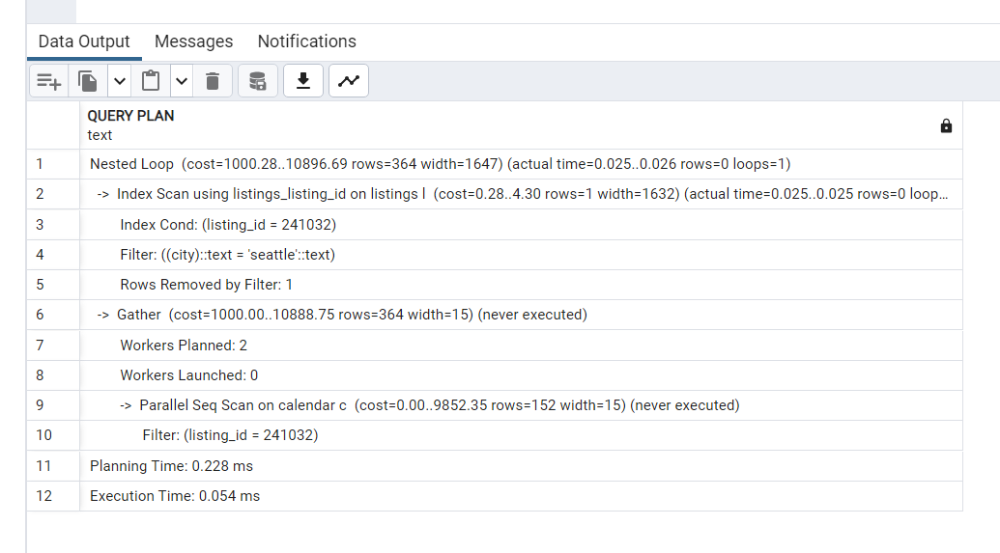 Data Output Messages Notifications
QUERY PLAN
text
1 Nested Loop (cost=1000.28..10896.69 rows=364 width=1647) (actual time=0.025..0.026 rows=0 loops=1)
2 -> Index Scan using listings_listing_id on listings l (cost=0.28..4.30 rows=1 width=1632) (actual time=0.025..0.025 rows=0 loop...
3 Index Cond: (listing_id = 241032)
4 Filter: ((city)::text = 'seattle'::text)
5 Rows Removed by Filter: 1
6 -> Gather (cost=1000.00..10888.75 rows=364 width=15) (never executed)
7 Workers Planned: 2
8 Workers Launched: 0
9 -> Parallel Seq Scan on calendar c (cost=0.00..9852.35 rows=152 width=15) (never executed)
10 Filter: (listing_id = 241032)
11 Planning Time: 0.228 ms
12 Execution Time: 0.054 ms